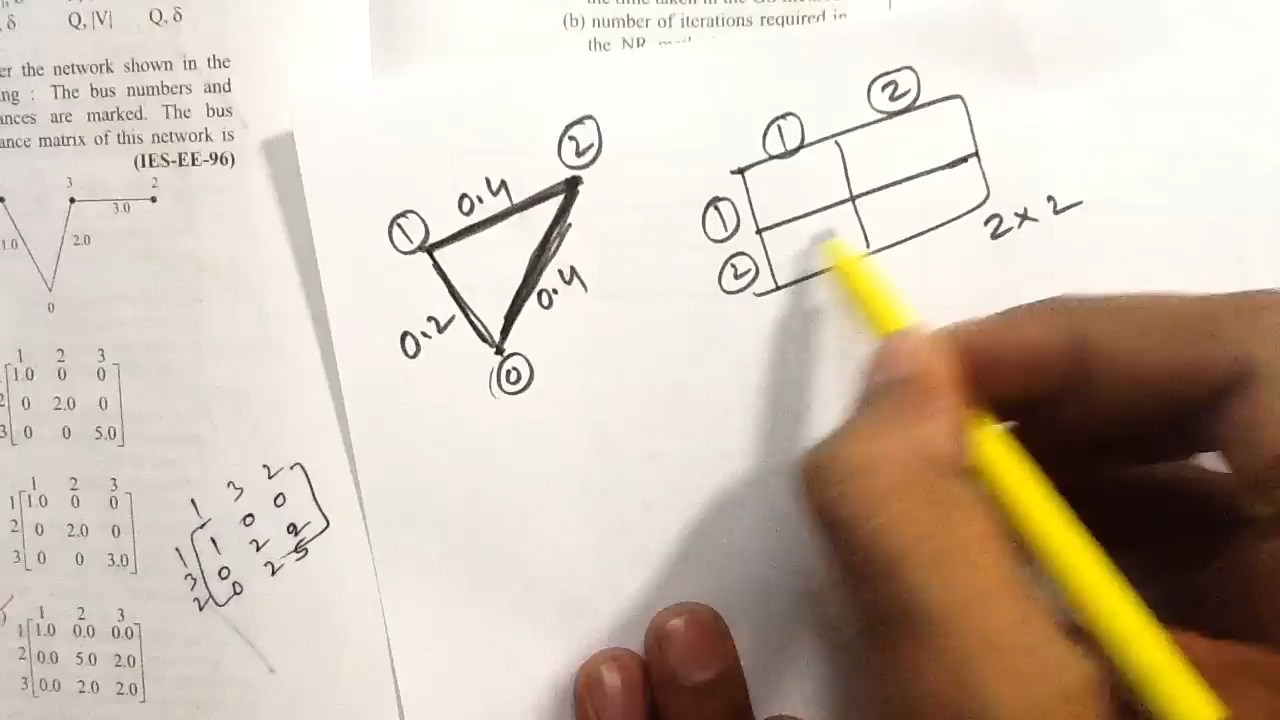 δ Q, |V| Q, δ
(b) number of iterations required in
the NR
er the network shown in the
ng : The bus numbers and
ances are marked. The bus
ance matrix of this network is
(IES-EE-96)
3 2
3.0
1.0 2.0
0
1 2 3
1.0 0 0
2 0 2.0 0
3 0 0 5.0
1 2 3
1 1.0 0 0
2 0 2.0 0
3 0 0 3.0
1 2 3
1 1.0 0.0 0.0
2 0.0 5.0 2.0
3 0.0 2.0 2.0
1 3 2
1 1 0 0
3 0 2 2
2 0 2 5
2
0.4
1
0.4
0.2
0
1 2
1
2
2 × 2